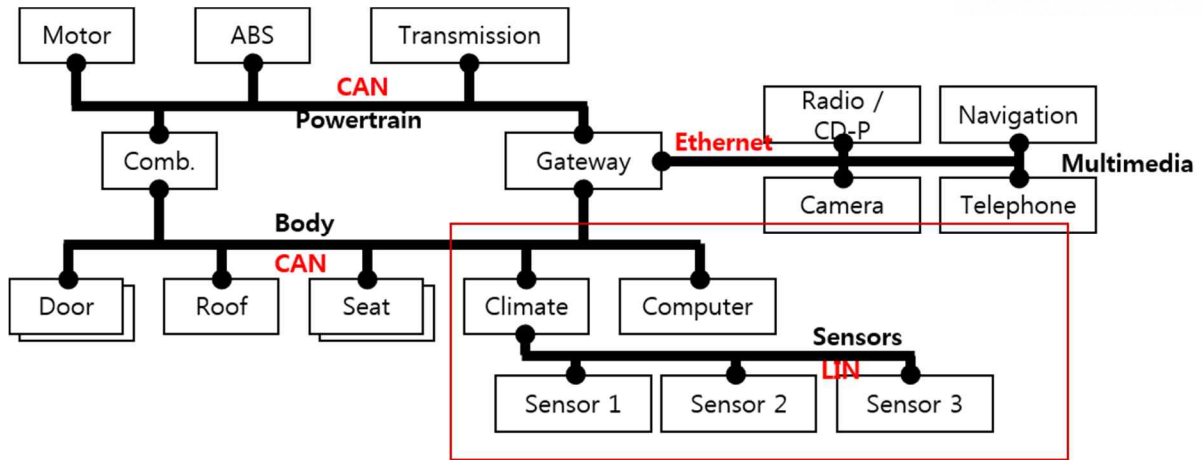 Motor
ABS
Transmission
CAN
Powertrain
Radio /
CD-P
Navigation
Comb.
Gateway
Ethernet
Multimedia
Camera
Telephone
Body
CAN
Door
Roof
Seat
Climate
Computer
Sensors
LIN
Sensor 1
Sensor 2
Sensor 3